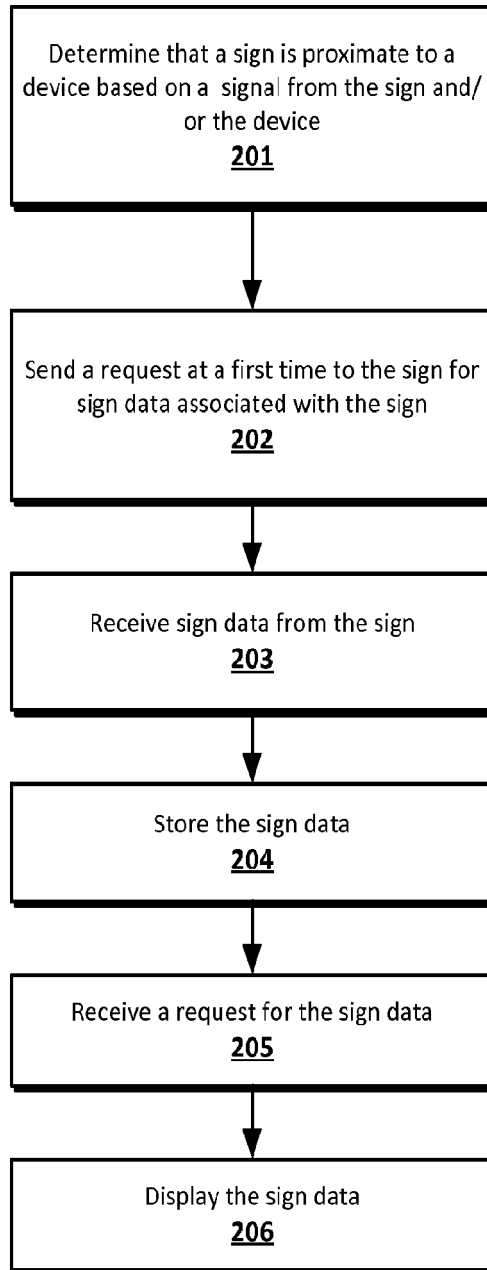 Determine that a sign is proximate to a
device based on a signal from the sign and/
or the device
201
Send a request at a first time to the sign for
sign data associated with the sign
202
Receive sign data from the sign
203
Store the sign data
204
Receive a request for the sign data
205
Display the sign data
206